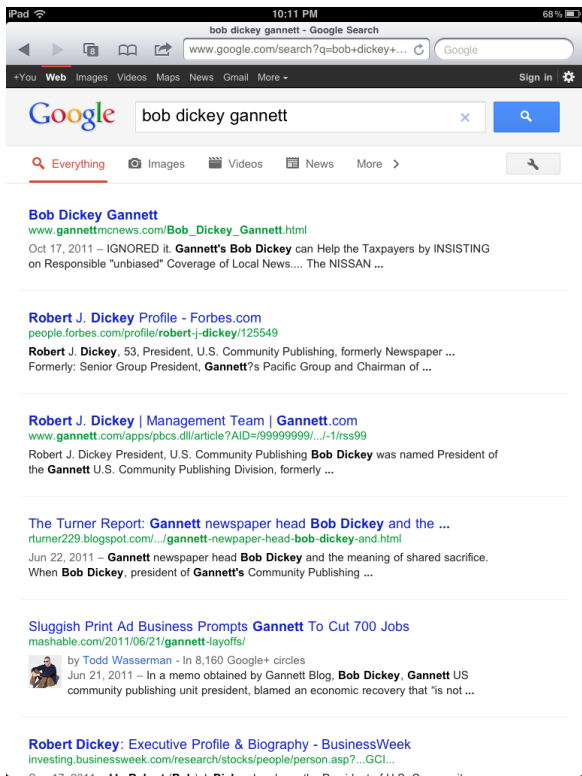 iPad 10:11 PM 68%
bob dickey gannett - Google Search
8 www.google.com/search?q=bob+dickey+... Google
+You Web Images Videos Maps News Gmail More Sign in
Google bob dickey gannett ×
Everything Images Videos News More >
Bob Dickey Gannett
www.gannettmcnews.com/Bob_Dickey_Gannett.html
Oct 17, 2011 – IGNORED it. Gannett's Bob Dickey can Help the Taxpayers by INSISTING
on Responsible "unbiased" Coverage of Local News.... The NISSAN ...
Robert J. Dickey Profile - Forbes.com
people.forbes.com/profile/robert-j-dickey/125549
Robert J. Dickey, 53, President, U.S. Community Publishing, formerly Newspaper ...
Formerly: Senior Group President, Gannett?s Pacific Group and Chairman of ...
Robert J. Dickey | Management Team | Gannett.com
www.gannett.com/apps/pbcs.dll/article?AID=/99999999/.../-1/rss99
Robert J. Dickey President, U.S. Community Publishing Bob Dickey was named President of
the Gannett U.S. Community Publishing Division, formerly ...
The Turner Report: Gannett newspaper head Bob Dickey and the ...
rturner229.blogspot.com/.../gannett-newpaper-head-bob-dickey-and.html
Jun 22, 2011 – Gannett newspaper head Bob Dickey and the meaning of shared sacrifice.
When Bob Dickey, president of Gannett's Community Publishing ...
Sluggish Print Ad Business Prompts Gannett To Cut 700 Jobs
mashable.com/2011/06/21/gannett-layoffs/
by Todd Wasserman - In 8,160 Google+ circles
Jun 21, 2011 – In a memo obtained by Gannett Blog, Bob Dickey, Gannett US
community publishing unit president, blamed an economic recovery that "is not ...
Robert Dickey: Executive Profile & Biography - BusinessWeek
investing.businessweek.com/research/stocks/people/person.asp?...GCI...